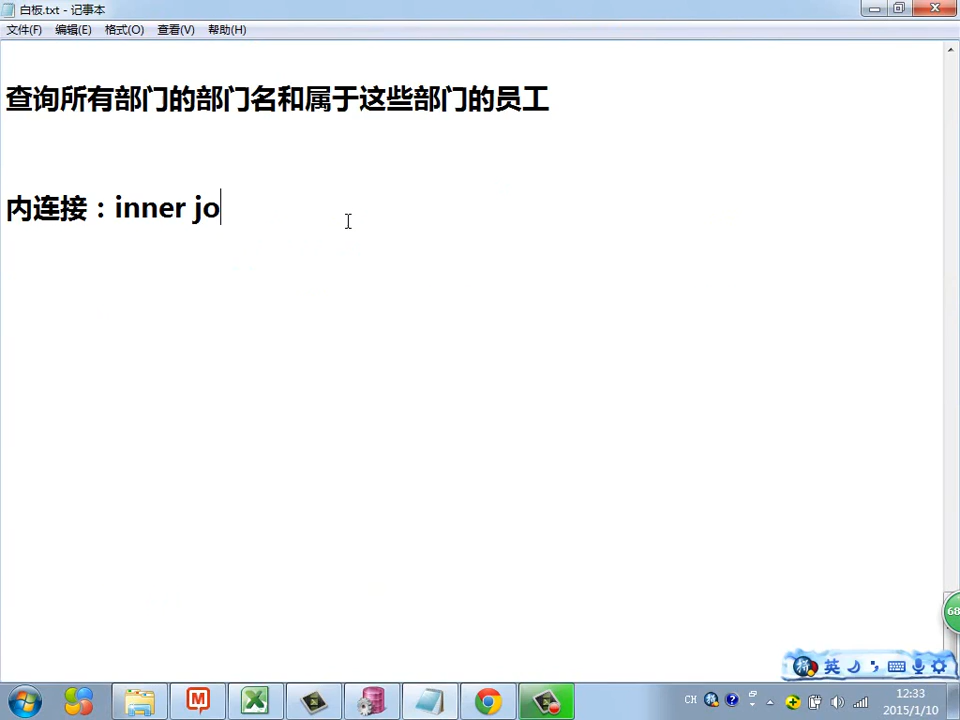 白板.txt - 记事本
文件(F) 编辑(E) 格式(O) 查看(V) 帮助(H)
查询所有部门的部门名和属于这些部门的员工
内连接：inner jo
68
英
CH
12:33
2015/1/10